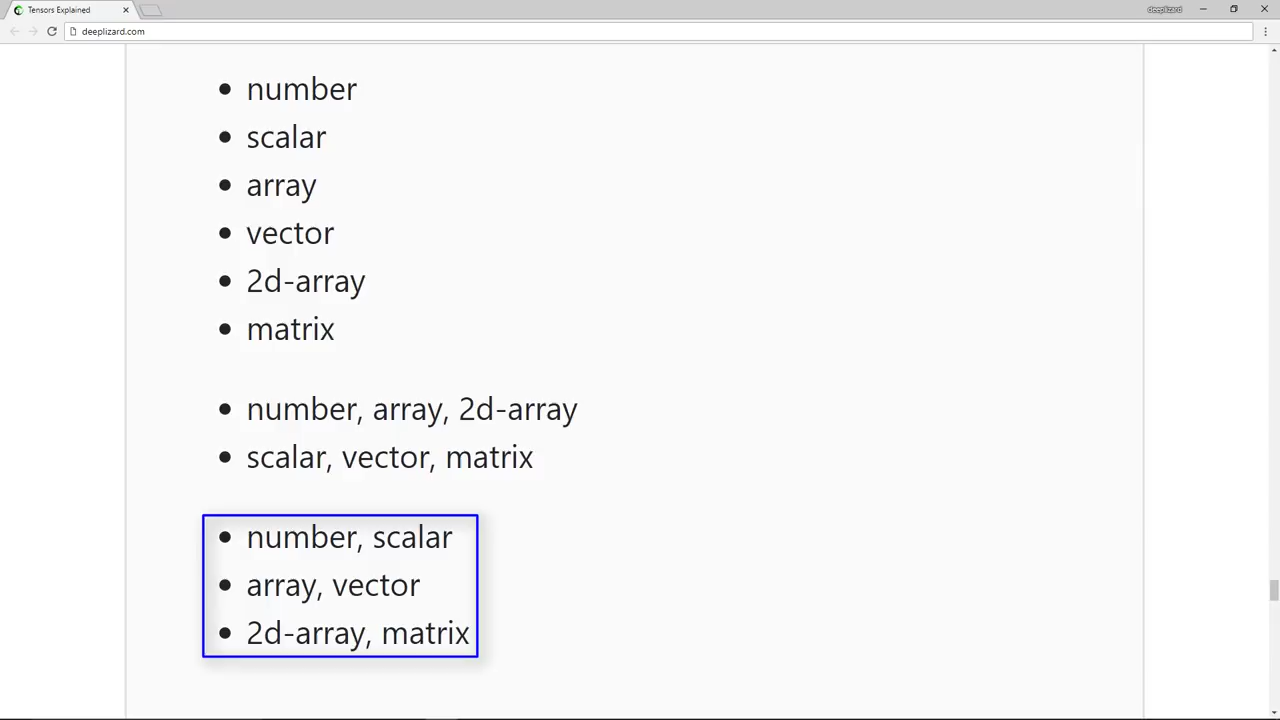 Tensors Explained
deeplizard
deeplizard.com
number
scalar
array
vector
2d-array
matrix
number, array, 2d-array
scalar, vector, matrix
number, scalar
array, vector
2d-array, matrix